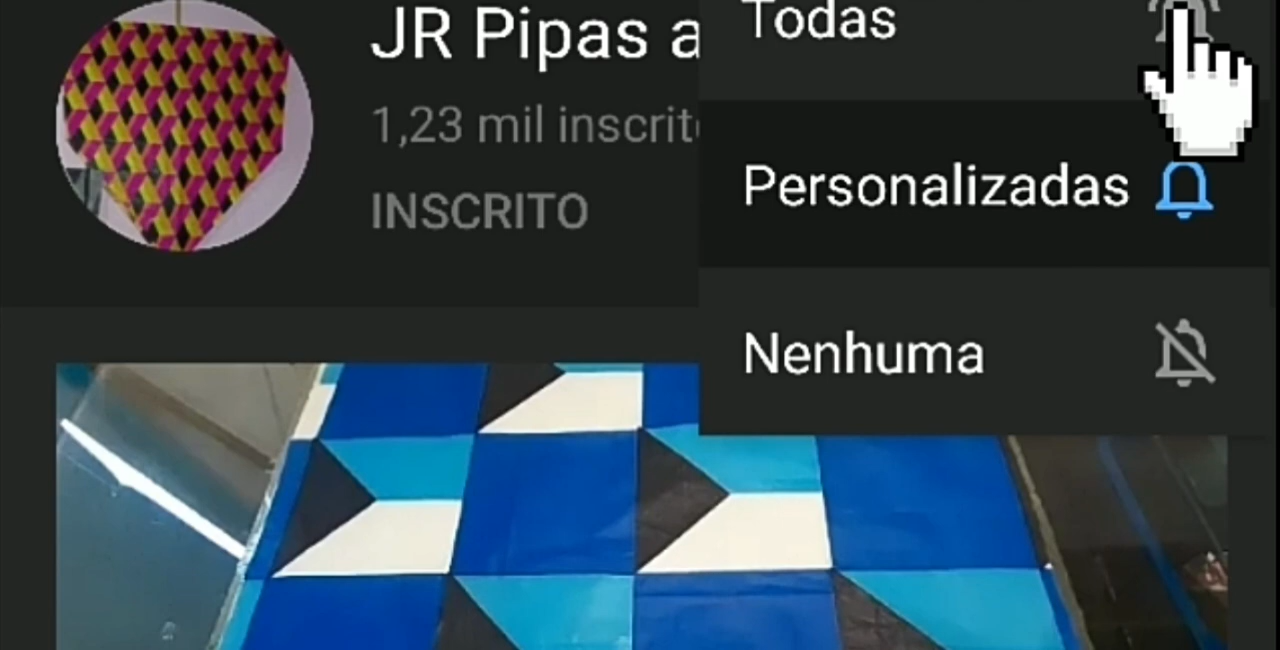 JR Pipas a
1,23 mil inscrit
INSCRITO
Todas
Personalizadas
Nenhuma